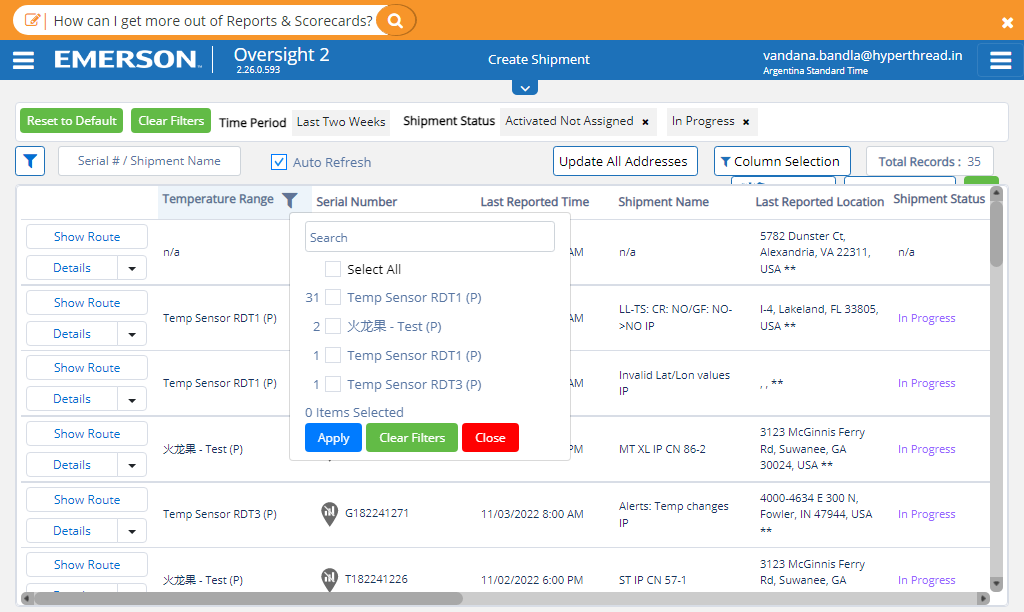 How can I get more out of Reports & Scorecards?
EMERSON
Oversight 2
2.26.0.593
Create Shipment
vandana.bandla@hyperthread.in
Argentina Standard Time
Reset to Default
Clear Filters
Time Period
Last Two Weeks
Shipment Status
Activated Not Assigned ×
In Progress ×
Serial # / Shipment Name
Auto Refresh
Update All Addresses
Column Selection
Total Records : 35
Temperature Range
Serial Number
Last Reported Time
Shipment Name
Last Reported Location
Shipment Status
Search
Select All
31 Temp Sensor RDT1 (P)
2 火龙果 - Test (P)
1 Temp Sensor RDT1 (P)
1 Temp Sensor RDT3 (P)
0 Items Selected
Apply
Clear Filters
Close
Show Route
Details
n/a
AM
n/a
5782 Dunster Ct,
Alexandria, VA 22311,
USA **
n/a
Show Route
Details
Temp Sensor RDT1 (P)
AM
LL-TS: CR: NO/GF: NO-
>NO IP
I-4, Lakeland, FL 33805,
USA **
In Progress
Show Route
Details
Temp Sensor RDT1 (P)
AM
Invalid Lat/Lon values
IP
, , **
In Progress
Show Route
Details
火龙果 - Test (P)
PM
MT XL IP CN 86-2
3123 McGinnis Ferry
Rd, Suwanee, GA
30024, USA **
In Progress
Show Route
Details
Temp Sensor RDT3 (P)
G182241271
11/03/2022 8:00 AM
Alerts: Temp changes
IP
4000-4634 E 300 N,
Fowler, IN 47944, USA
**
In Progress
Show Route
火龙果 - Test (P)
T182241226
11/02/2022 6:00 PM
ST IP CN 57-1
3123 McGinnis Ferry
Rd, Suwanee, GA
In Progress